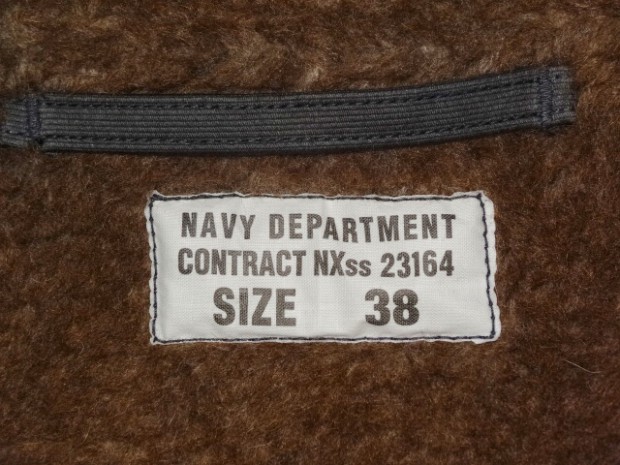 NAVY DEPARTMENT
CONTRACT NXss 23164
SIZE 38